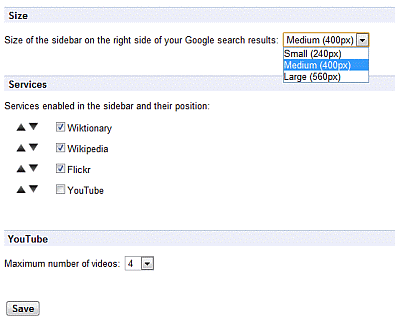 Size
Size of the sidebar on the right side of your Google search results: Medium (400px)
Small (240px)
Medium (400px)
Large (560px)
Services
Services enabled in the sidebar and their position:
Wiktionary
Wikipedia
Flickr
YouTube
YouTube
Maximum number of videos: 4
Save